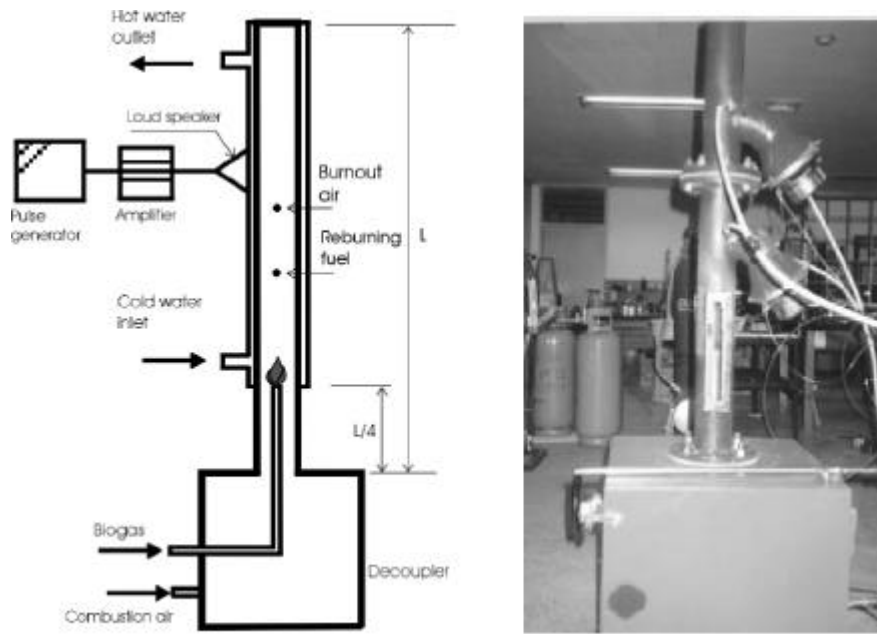 Hot water
outlet
Loud speaker
Pulse
generator
Amplifier
Burnout
air
Reburning
fuel
L
Cold water
inlet
L/4
Biogas
Decoupler
Combustion air